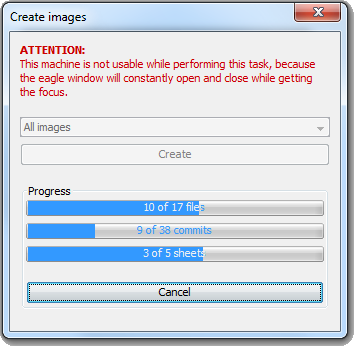 Create images
ATTENTION:
This machine is not usable while performing this task, because
the eagle window will constantly open and close while getting
the focus.
All images
Create
Progress
10 of 17 files
9 of 38 commits
3 of 5 sheets
Cancel